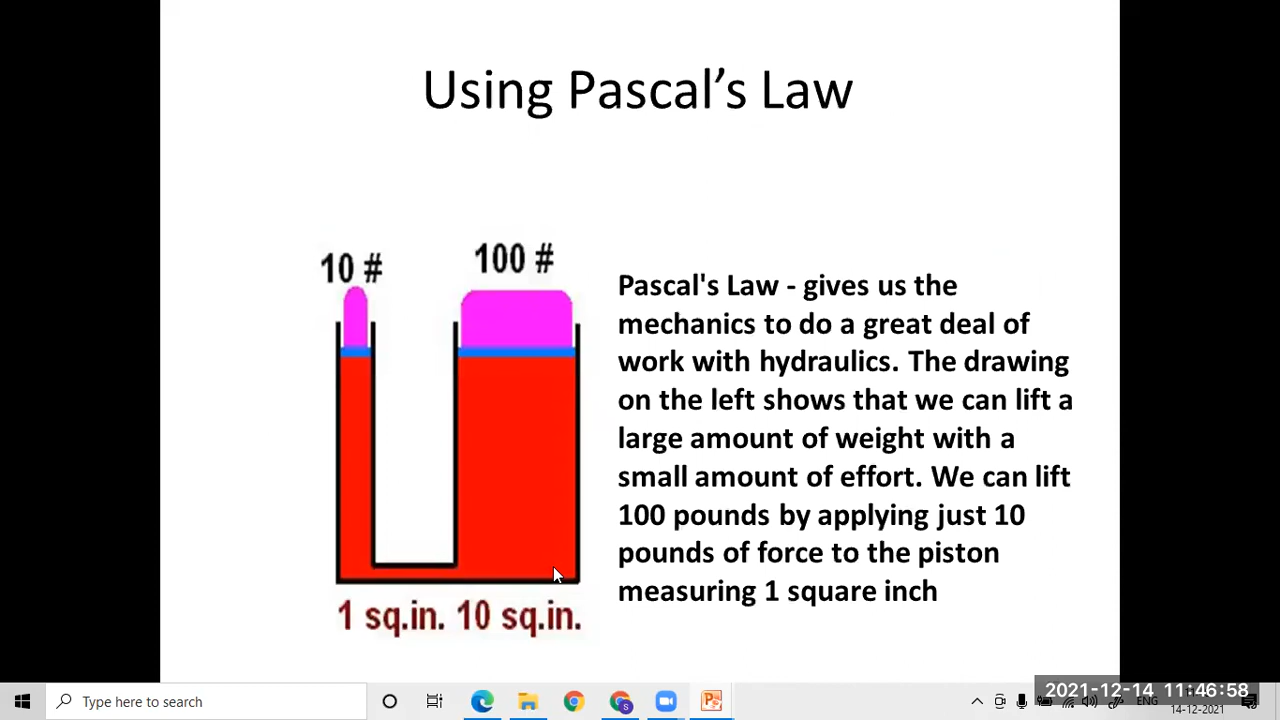 Using Pascal’s Law
10 #
100 #
Pascal's Law - gives us the
mechanics to do a great deal of
work with hydraulics. The drawing
on the left shows that we can lift a
large amount of weight with a
small amount of effort. We can lift
100 pounds by applying just 10
pounds of force to the piston
measuring 1 square inch
1 sq.in. 10 sq.in.
Type here to search
2021-12-14 11:46:58
ENG
14-12-2021